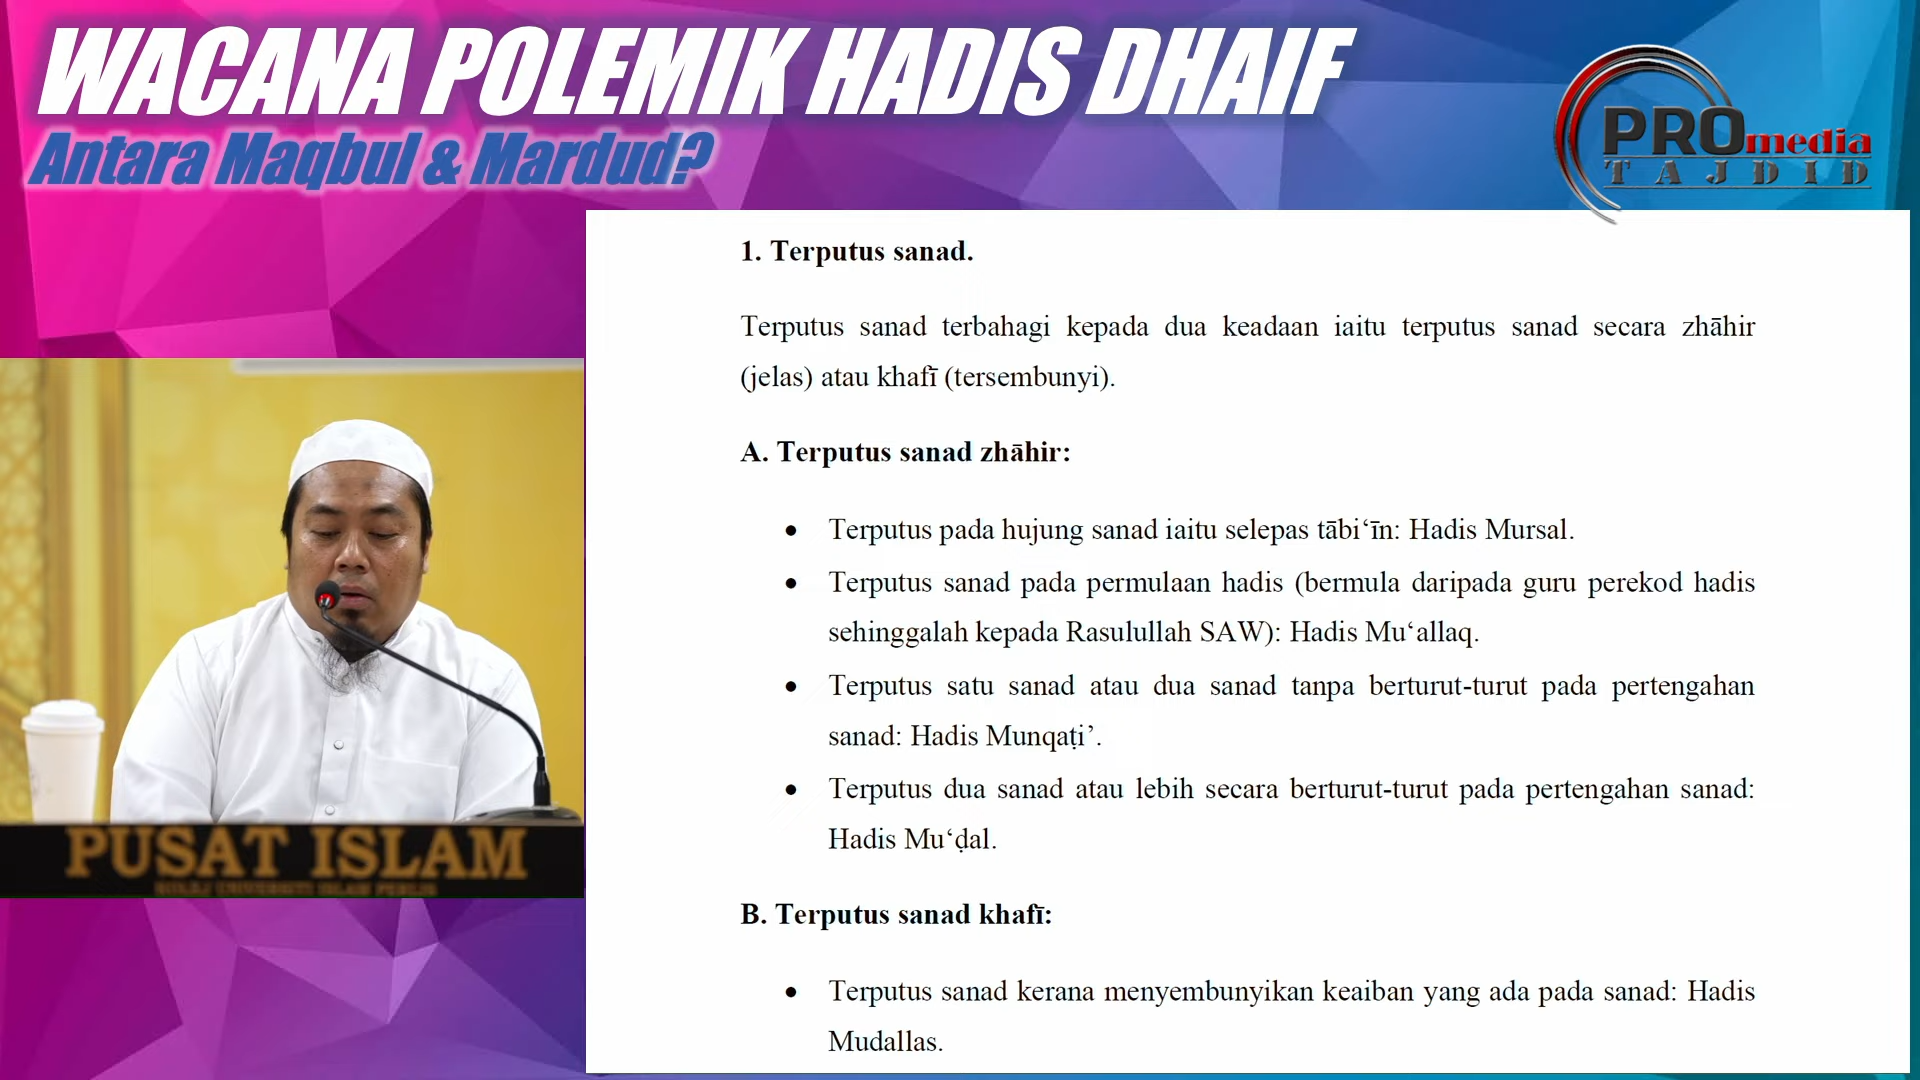 WACANA POLEMIK HADIS DHAIF
Antara Maqbul & Mardud?
PROmedia
TAJDID
1. Terputus sanad.
Terputus sanad terbahagi kepada dua keadaan iaitu terputus sanad secara zhāhir
(jelas) atau khafī (tersembunyi).
A. Terputus sanad zhāhir:
• Terputus pada hujung sanad iaitu selepas tābi‘īn: Hadis Mursal.
• Terputus sanad pada permulaan hadis (bermula daripada guru perekod hadis
sehinggalah kepada Rasulullah SAW): Hadis Mu‘allaq.
• Terputus satu sanad atau dua sanad tanpa berturut-turut pada pertengahan
sanad: Hadis Munqaṭi’.
• Terputus dua sanad atau lebih secara berturut-turut pada pertengahan sanad:
Hadis Mu‘ḍal.
B. Terputus sanad khafī:
• Terputus sanad kerana menyembunyikan keaiban yang ada pada sanad: Hadis
Mudallas.
PUSAT ISLAM
KOLEJ UNIVERSITI ISLAM PERLIS